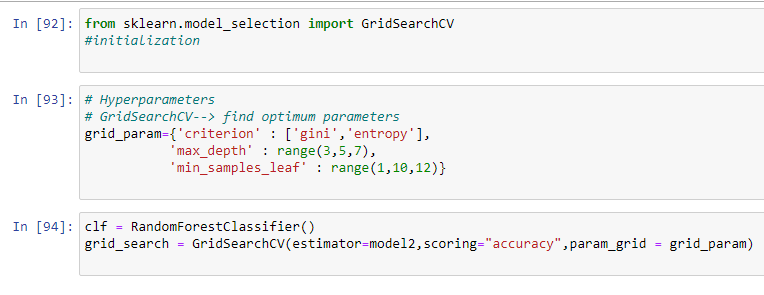 In [92]: from sklearn.model_selection import GridSearchCV
#initialization
In [93]: # Hyperparameters
# GridSearchCV--> find optimum parameters
grid_param={'criterion' : ['gini','entropy'],
'max_depth' : range(3,5,7),
'min_samples_leaf' : range(1,10,12)}
In [94]: clf = RandomForestClassifier()
grid_search = GridSearchCV(estimator=model2,scoring="accuracy",param_grid = grid_param)